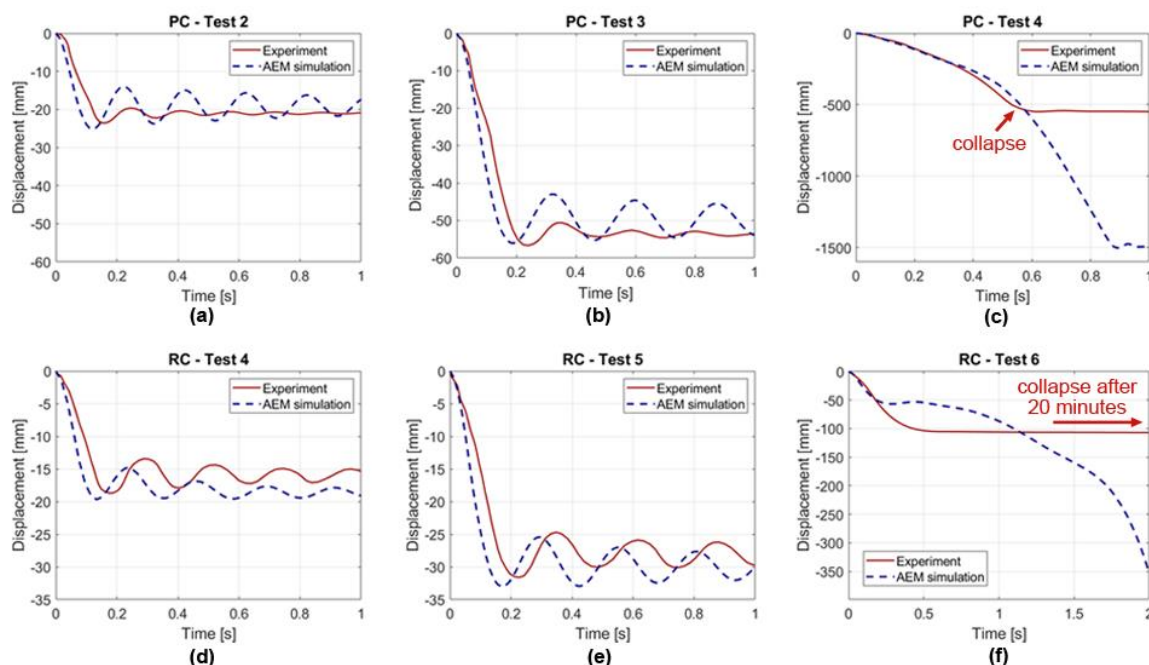 PC - Test 2
0
-10
-20
-30
-40
-50
-60
Displacement [mm]
Experiment
AEM simulation
0 0.2 0.4 0.6 0.8 1
Time [s]
(a)
PC - Test 3
0
-10
-20
-30
-40
-50
-60
Displacement [mm]
Experiment
AEM simulation
0 0.2 0.4 0.6 0.8 1
Time [s]
(b)
PC - Test 4
0
-500
-1000
-1500
Displacement [mm]
Experiment
AEM simulation
collapse
0 0.2 0.4 0.6 0.8 1
Time [s]
(c)
RC - Test 4
0
-5
-10
-15
-20
-25
-30
-35
Displacement [mm]
Experiment
AEM simulation
0 0.2 0.4 0.6 0.8 1
Time [s]
(d)
RC - Test 5
0
-5
-10
-15
-20
-25
-30
-35
Displacement [mm]
Experiment
AEM simulation
0 0.2 0.4 0.6 0.8 1
Time [s]
(e)
RC - Test 6
0
-50
-100
-150
-200
-250
-300
-350
Displacement [mm]
collapse after
20 minutes
Experiment
AEM simulation
0 0.5 1 1.5 2
Time [s]
(f)